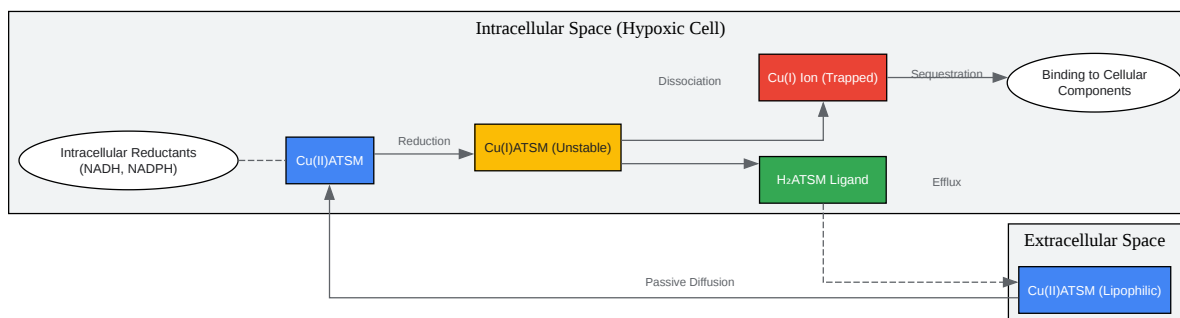 Intracellular Space (Hypoxic Cell)
Dissociation
Cu(I) Ion (Trapped)
Sequestration
Binding to Cellular
Components
Intracellular Reductants
(NADH, NADPH)
Cu(II)ATSM
Reduction
Cu(I)ATSM (Unstable)
H₂ATSM Ligand
Efflux
Extracellular Space
Passive Diffusion
Cu(II)ATSM (Lipophilic)